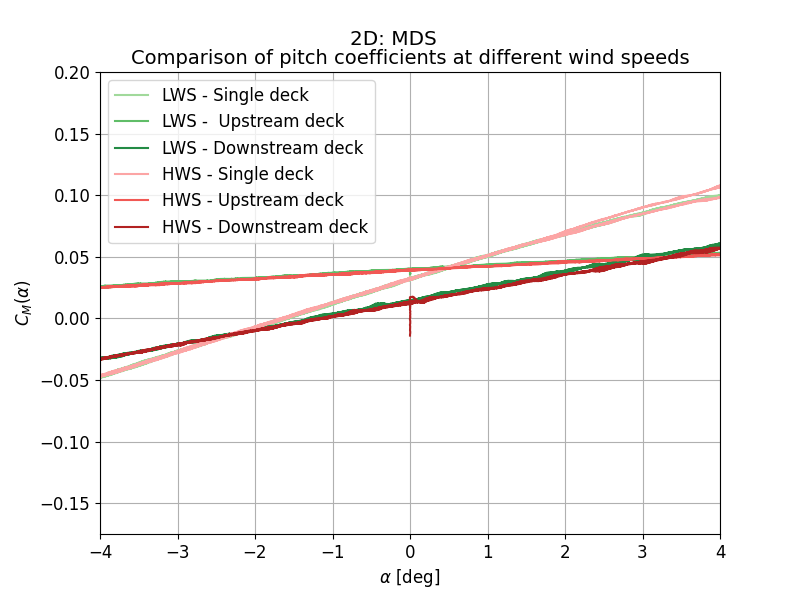 2D: MDS
Comparison of pitch coefficients at different wind speeds
0.20
0.15
0.10
0.05
0.00
−0.05
−0.10
−0.15
C_M(α)
LWS - Single deck
LWS -  Upstream deck
LWS - Downstream deck
HWS - Single deck
HWS - Upstream deck
HWS - Downstream deck
−4 −3 −2 −1 0 1 2 3 4
α [deg]